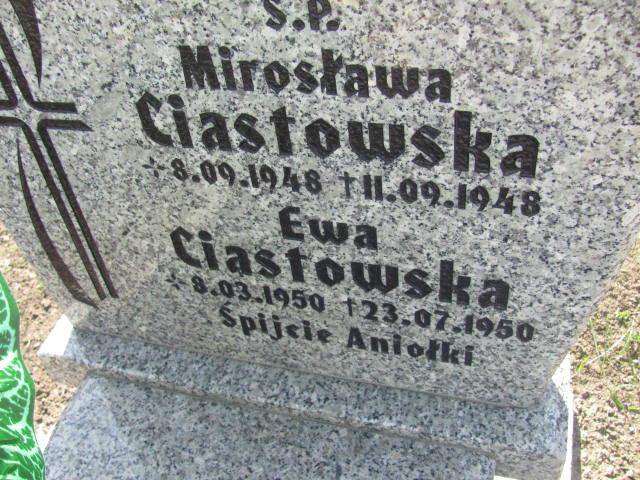 Ś.P.
Mirosława
Ciastowska
*8.09.1948 †11.09.1948
Ewa
Ciastowska
*8.03.1950 †23.07.1950
Śpijcie Aniołki